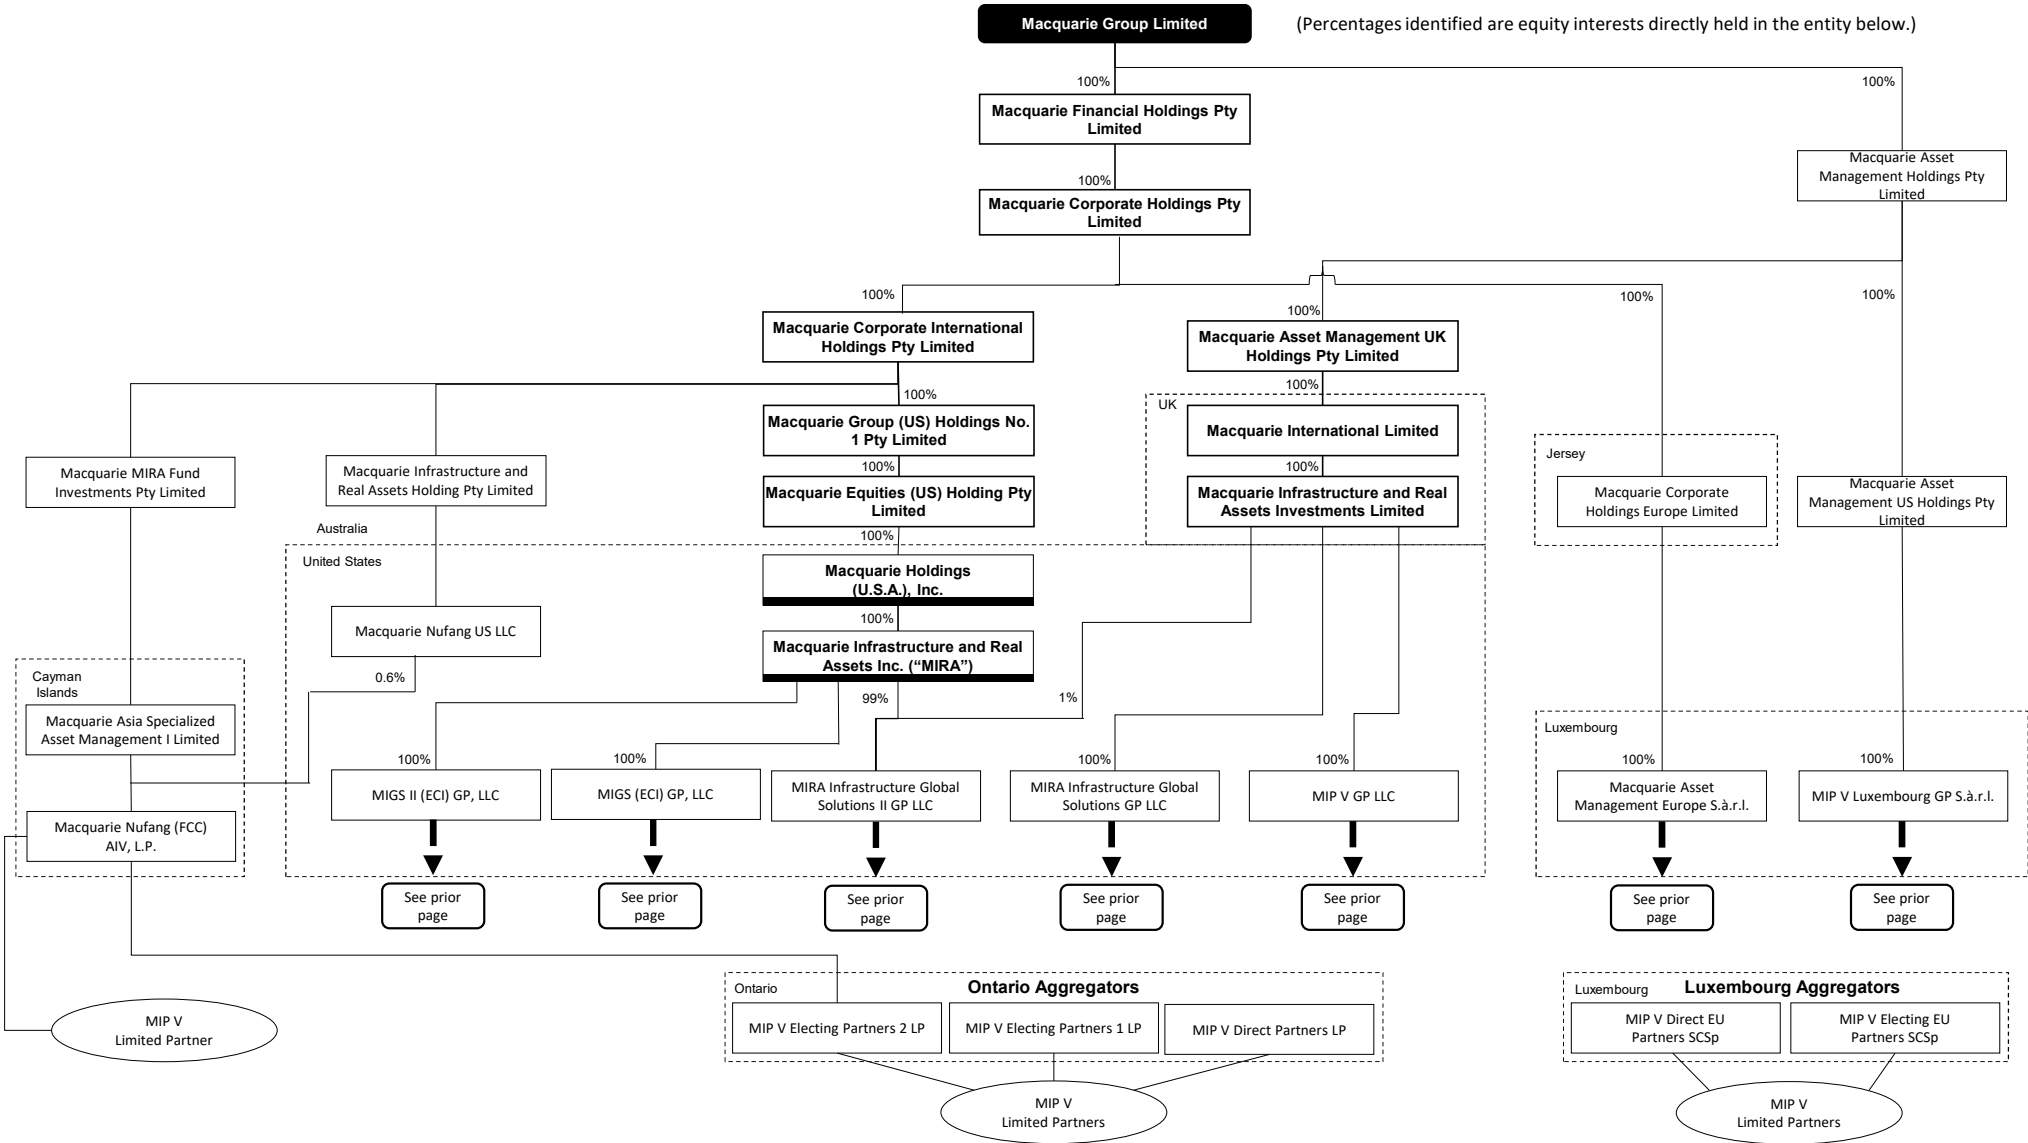 Macquarie Group Limited
(Percentages identified are equity interests directly held in the entity below.)
100%
100%
Macquarie Financial Holdings Pty
Limited
Macquarie Asset
Management Holdings Pty
Limited
100%
Macquarie Corporate Holdings Pty
Limited
100%
100%
100%
100%
Macquarie Corporate International
Holdings Pty Limited
Macquarie Asset Management UK
Holdings Pty Limited
100%
100%
UK
Macquarie Group (US) Holdings No.
1 Pty Limited
Macquarie International Limited
Jersey
Macquarie MIRA Fund
Investments Pty Limited
Macquarie Infrastructure and
Real Assets Holding Pty Limited
100%
100%
Macquarie Equities (US) Holding Pty
Limited
Macquarie Infrastructure and Real
Assets Investments Limited
Macquarie Corporate
Holdings Europe Limited
Macquarie Asset
Management US Holdings Pty
Limited
Australia
100%
United States
Macquarie Holdings
(U.S.A.), Inc.
100%
Macquarie Nufang US LLC
Macquarie Infrastructure and Real
Assets Inc. (“MIRA”)
Cayman
Islands
0.6%
99%
1%
Macquarie Asia Specialized
Asset Management I Limited
Luxembourg
100%
100%
100%
100%
100%
100%
MIGS II (ECI) GP, LLC
MIGS (ECI) GP, LLC
MIRA Infrastructure Global
Solutions II GP LLC
MIRA Infrastructure Global
Solutions GP LLC
MIP V GP LLC
Macquarie Asset
Management Europe S.à.r.l.
MIP V Luxembourg GP S.à.r.l.
Macquarie Nufang (FCC)
AIV, L.P.
See prior
page
See prior
page
See prior
page
See prior
page
See prior
page
See prior
page
See prior
page
Ontario
Ontario Aggregators
Luxembourg
Luxembourg Aggregators
MIP V
Limited Partner
MIP V Electing Partners 2 LP
MIP V Electing Partners 1 LP
MIP V Direct Partners LP
MIP V Direct EU
Partners SCSp
MIP V Electing EU
Partners SCSp
MIP V
Limited Partners
MIP V
Limited Partners